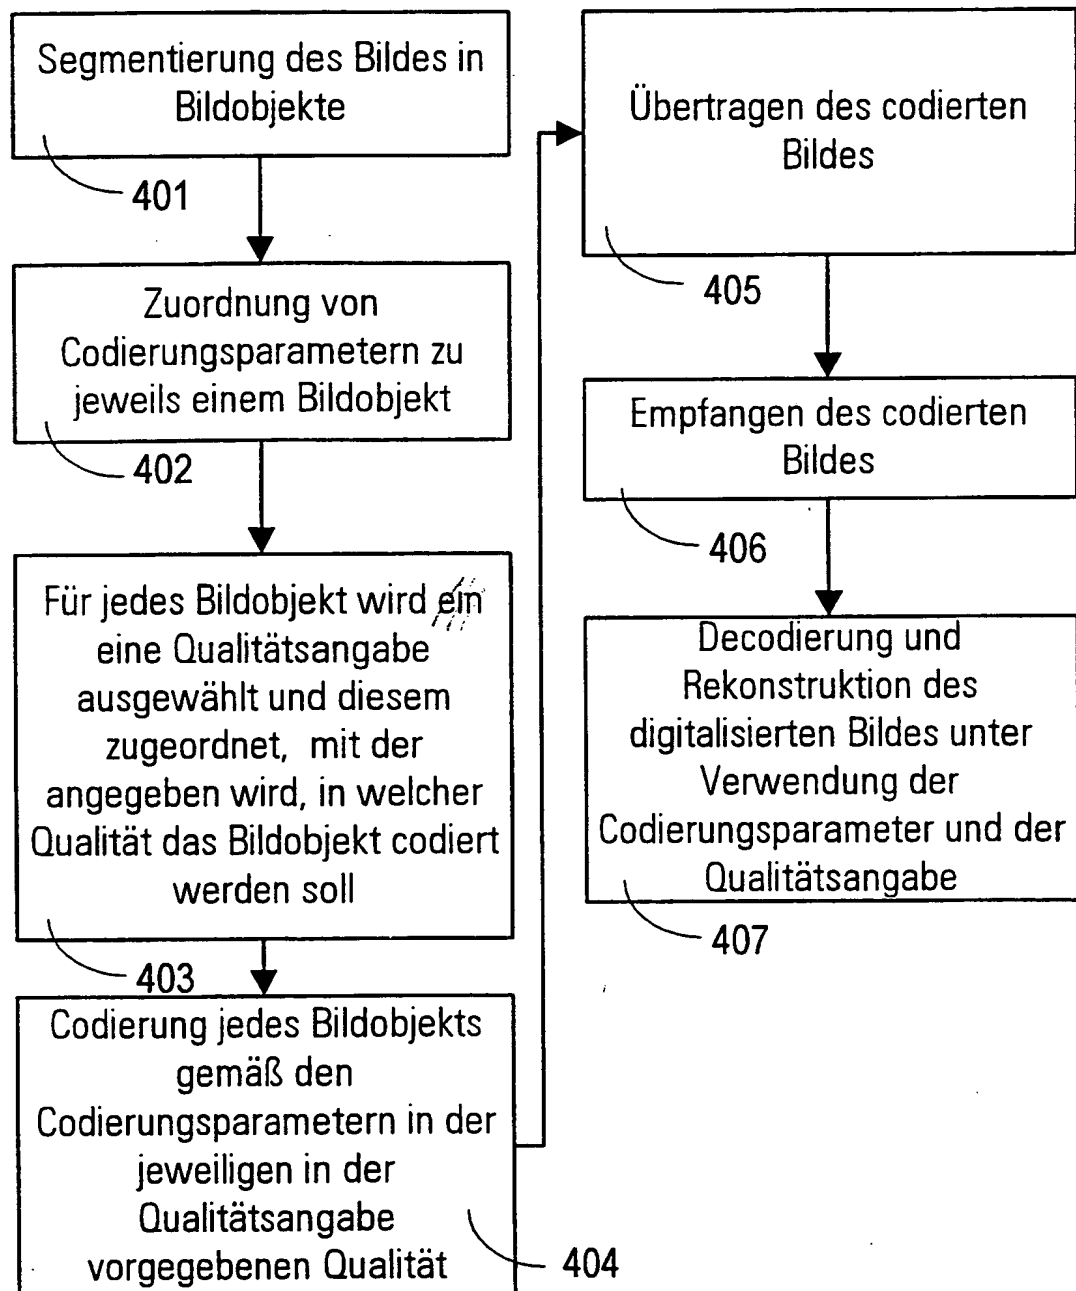 Segmentierung des Bildes in
Bildobjekte
401
Zuordnung von
Codierungsparametern zu
jeweils einem Bildobjekt
402
Für jedes Bildobjekt wird ein
eine Qualitätsangabe
ausgewählt und diesem
zugeordnet, mit der
angegeben wird, in welcher
Qualität das Bildobjekt codiert
werden soll
403
Codierung jedes Bildobjekts
gemäß den
Codierungsparametern in der
jeweiligen in der
Qualitätsangabe
vorgegebenen Qualität
404
Übertragen des codierten
Bildes
405
Empfangen des codierten
Bildes
406
Decodierung und
Rekonstruktion des
digitalisierten Bildes unter
Verwendung der
Codierungsparameter und der
Qualitätsangabe
407